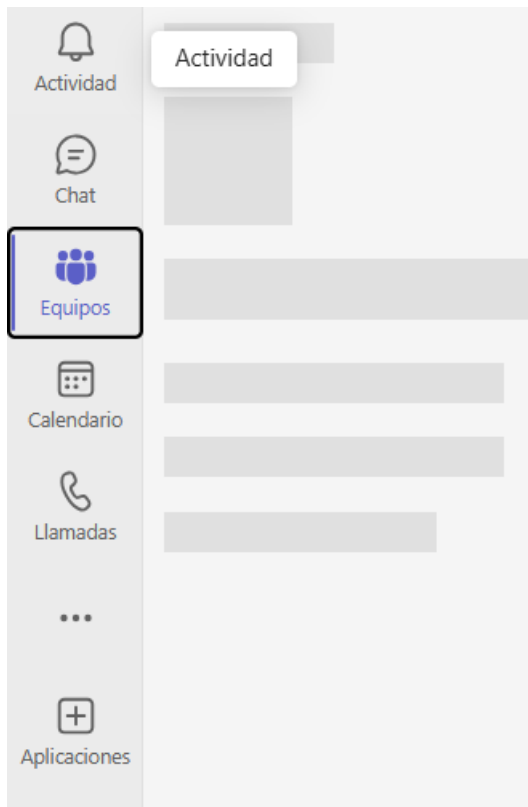 Actividad
Actividad
Chat
Equipos
Calendario
Llamadas
Aplicaciones